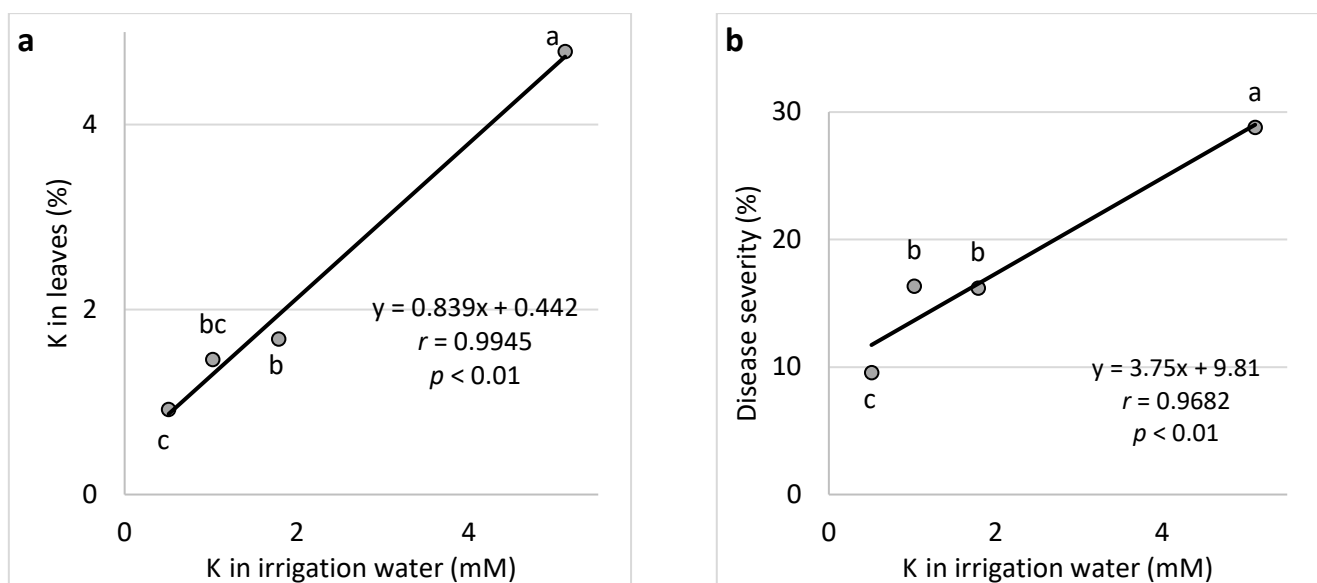 a
a
4
K in leaves (%)
2
bc
b
c
y = 0.839x + 0.442
r = 0.9945
p < 0.01
0
0 2 4
K in irrigation water (mM)
b
a
30
Disease severity (%)
20
b b
10
c
y = 3.75x + 9.81
r = 0.9682
p < 0.01
0
0 2 4
K in irrigation water (mM)